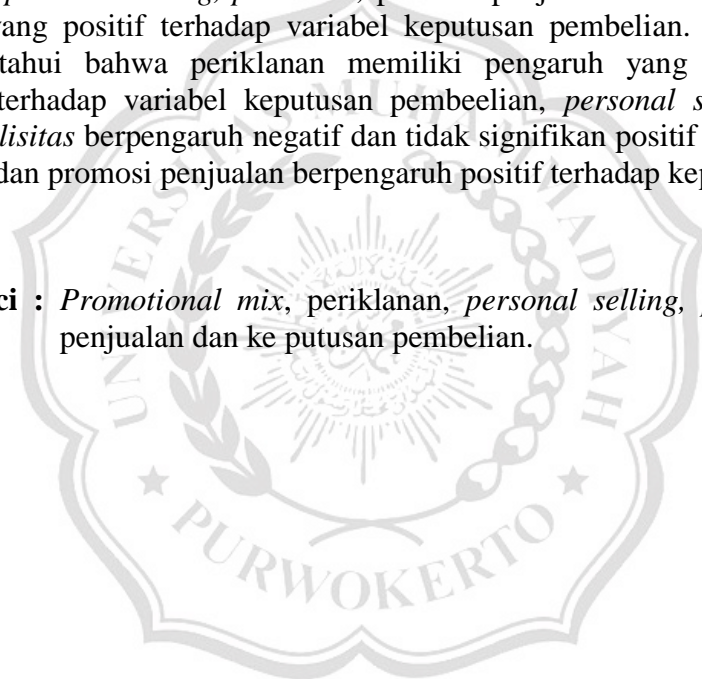 yang positif terhadap variabel keputusan pembelian.
tahui bahwa periklanan memiliki pengaruh yang
terhadap variabel keputusan pembeelian, personal s
lisitas berpengaruh negatif dan tidak signifikan positif
dan promosi penjualan berpengaruh positif terhadap kep
ci : Promotional mix, periklanan, personal selling, p
penjualan dan ke putusan pembelian.
UNIVERSITAS MUHAMMADIYAH
PURWOKERTO